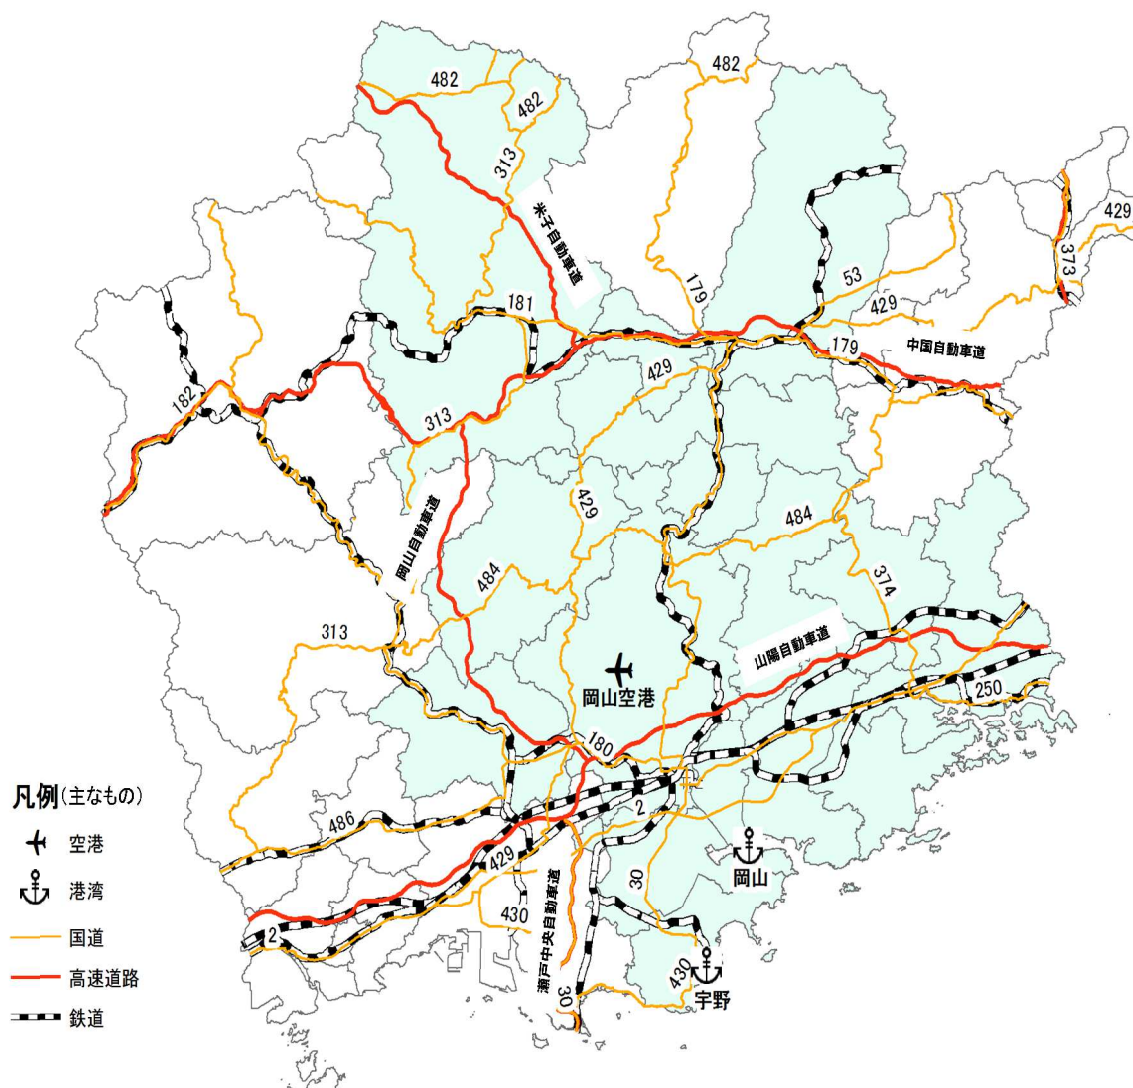 482
482
482
313
米子自動車道
429
373
53
179
181
429
中国自動車道
179
429
182
313
429
484
岡山自動車道
484
374
313
山陽自動車道
岡山空港
250
180
凡例(主なもの)
空港
港湾
国道
高速道路
鉄道
486
2
429
岡山
30
430
瀬戸中央自動車道
2
430
宇野
30